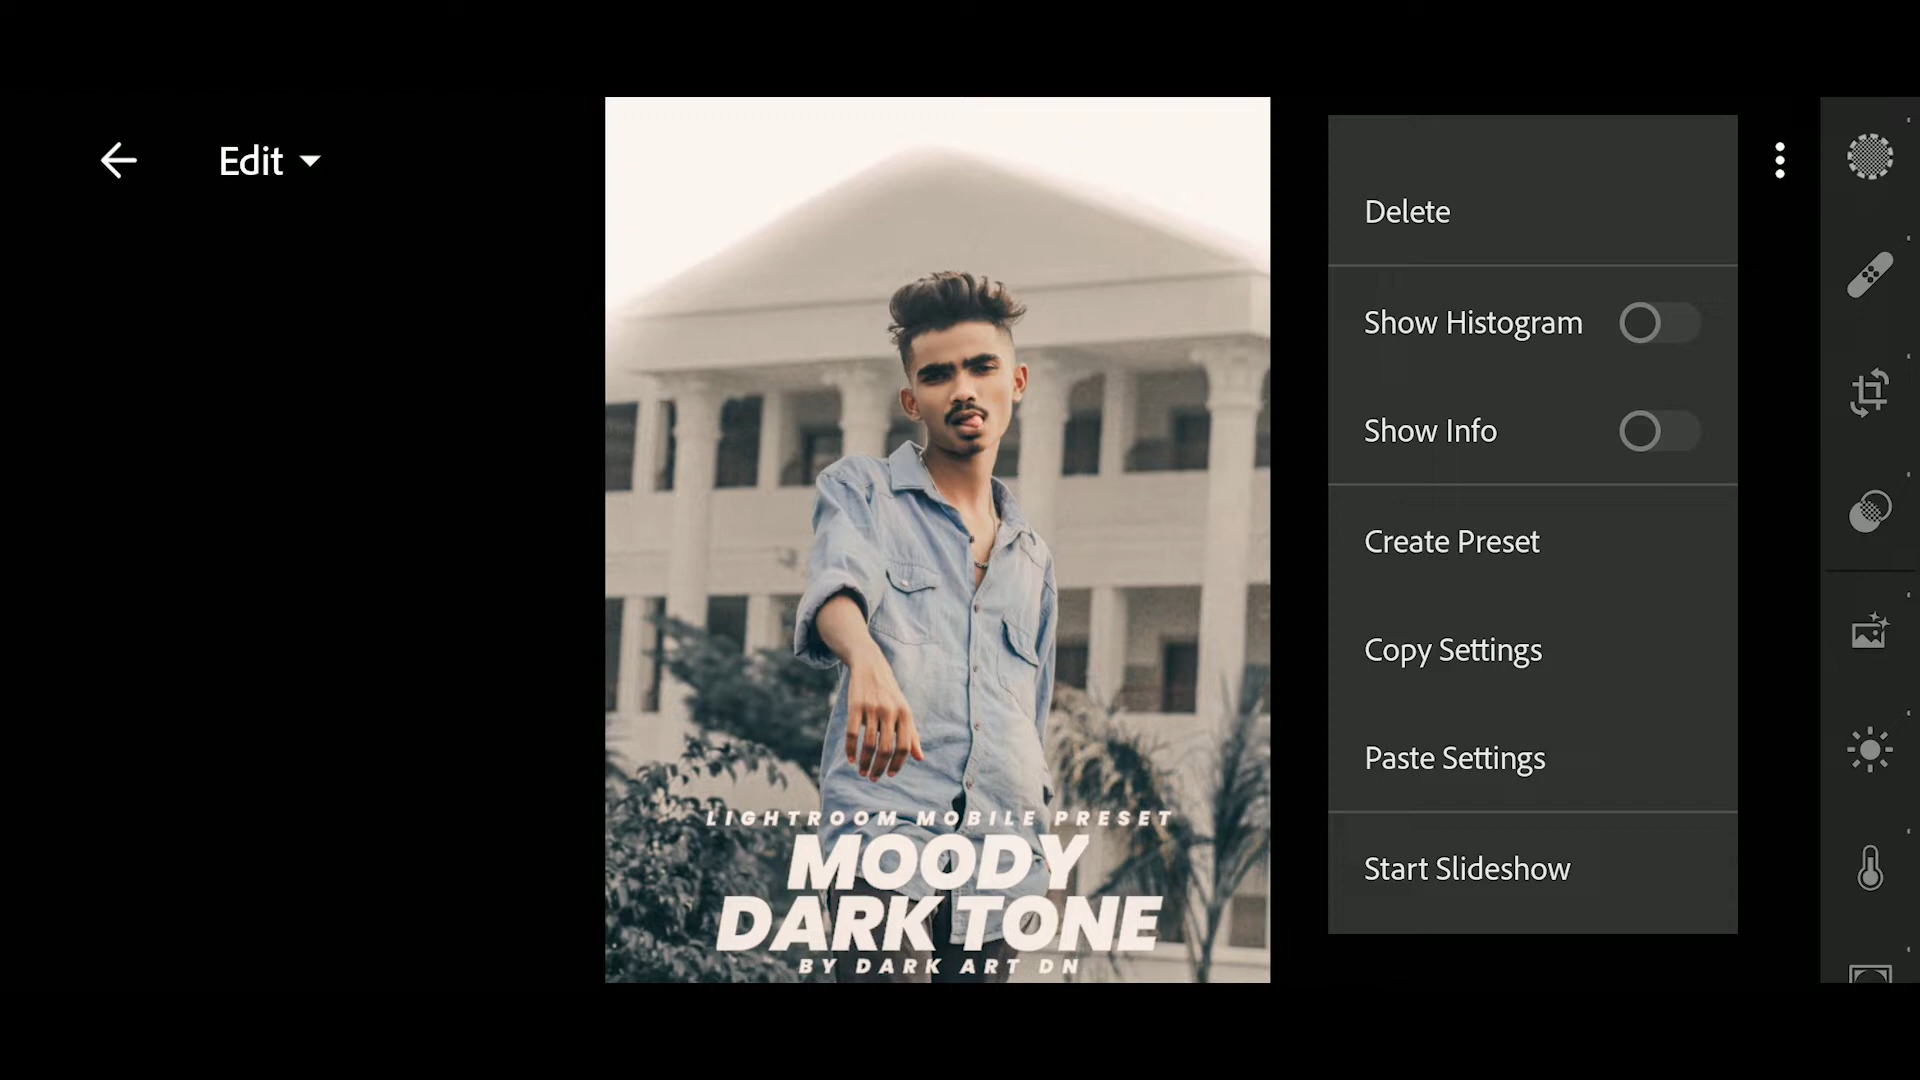 Edit
Delete
Show Histogram
Show Info
Create Preset
Copy Settings
Paste Settings
Start Slideshow
LIGHTROOM MOBILE PRESET
MOODY
DARK TONE
BY DARK ART DN